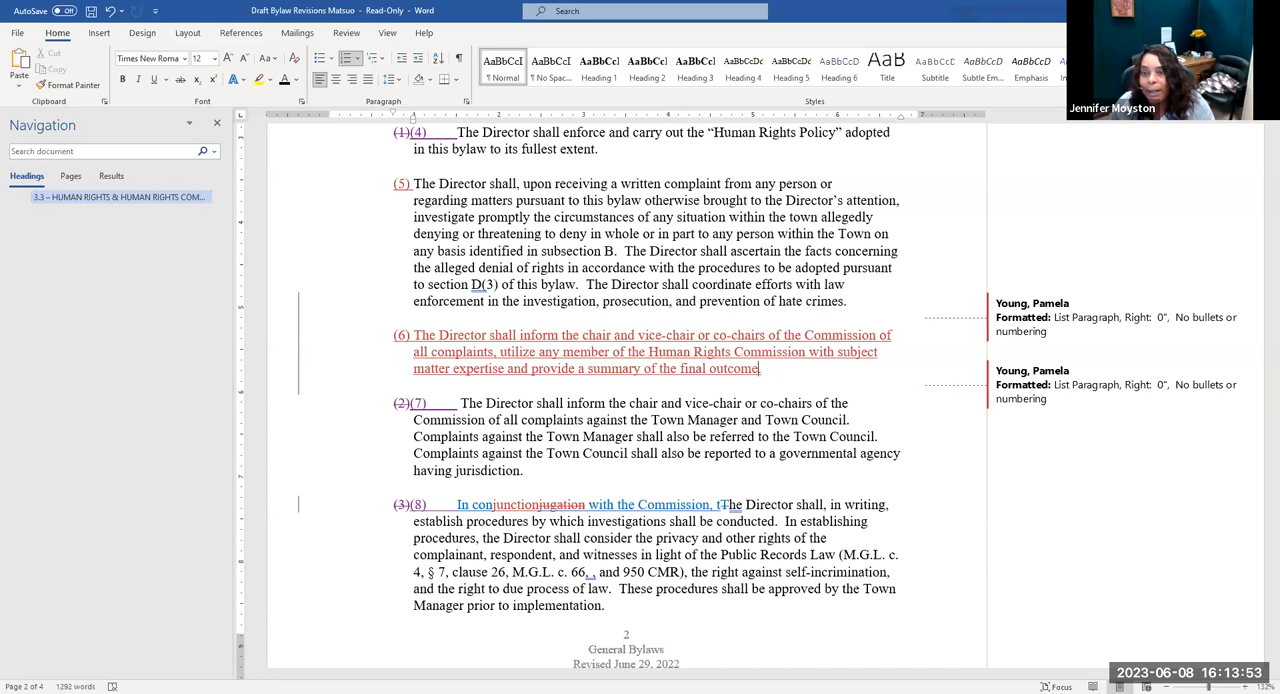 AutoSave Off Draft Bylaw Revisions Matsuo - Read-Only - Word Search
File Home Insert Design Layout References Mailings Review View Help
Paste Cut Copy Format Painter
Times New Roma 12
AaBbCcI AaBbCcI AaBbCc AaBbCc AaBbCc AaBbCcDc AaBbCcDc AaBbCcDc AaB AaBbCcC AaBbCcDc AaBbCcDc
¶ Normal ¶ No Spac... Heading 1 Heading 2 Heading 3 Heading 4 Heading 5 Heading 6 Title Subtitle Subtle Em... Emphasis
Clipboard Font Paragraph Styles
Jennifer Moyston
Navigation
Search document
Headings Pages Results
3.3 – HUMAN RIGHTS & HUMAN RIGHTS COM...
(1)(4) The Director shall enforce and carry out the “Human Rights Policy” adopted
in this bylaw to its fullest extent.
(5) The Director shall, upon receiving a written complaint from any person or
regarding matters pursuant to this bylaw otherwise brought to the Director’s attention,
investigate promptly the circumstances of any situation within the town allegedly
denying or threatening to deny in whole or in part to any person within the Town on
any basis identified in subsection B. The Director shall ascertain the facts concerning
the alleged denial of rights in accordance with the procedures to be adopted pursuant
to section D(3) of this bylaw. The Director shall coordinate efforts with law
enforcement in the investigation, prosecution, and prevention of hate crimes.
(6) The Director shall inform the chair and vice-chair or co-chairs of the Commission of
all complaints, utilize any member of the Human Rights Commission with subject
matter expertise and provide a summary of the final outcome
(2)(7) The Director shall inform the chair and vice-chair or co-chairs of the
Commission of all complaints against the Town Manager and Town Council.
Complaints against the Town Manager shall also be referred to the Town Council.
Complaints against the Town Council shall also be reported to a governmental agency
having jurisdiction.
(3)(8) In conjunctionjugation with the Commission, tThe Director shall, in writing,
establish procedures by which investigations shall be conducted. In establishing
procedures, the Director shall consider the privacy and other rights of the
complainant, respondent, and witnesses in light of the Public Records Law (M.G.L. c.
4, § 7, clause 26, M.G.L. c. 66, , and 950 CMR), the right against self-incrimination,
and the right to due process of law. These procedures shall be approved by the Town
Manager prior to implementation.
2
General Bylaws
Revised June 29, 2022
Young, Pamela
Formatted: List Paragraph, Right: 0", No bullets or
numbering
Young, Pamela
Formatted: List Paragraph, Right: 0", No bullets or
numbering
2023-06-08 16:13:53
Page 2 of 4 1292 words Focus 132%